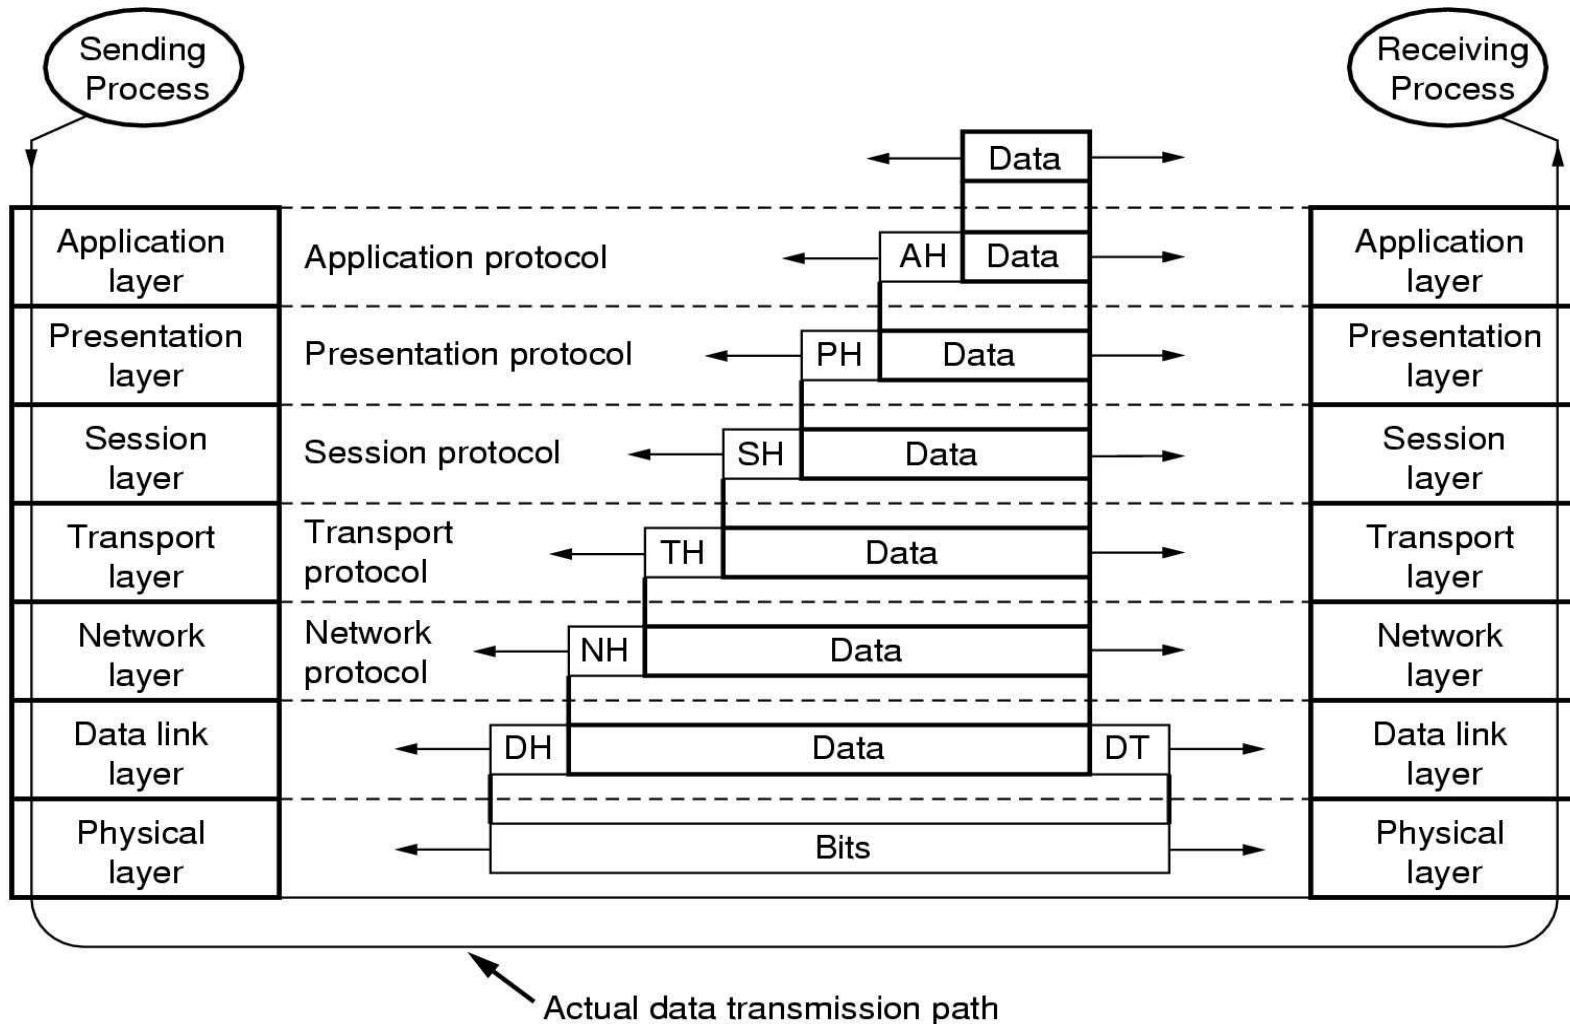 Sending
Process
Receiving
Process
Data
Application
layer
Application protocol
AH
Data
Application
layer
Presentation
layer
Presentation protocol
PH
Data
Presentation
layer
Session
layer
Session protocol
SH
Data
Session
layer
Transport
layer
Transport
protocol
TH
Data
Transport
layer
Network
layer
Network
protocol
NH
Data
Network
layer
Data link
layer
DH
Data
DT
Data link
layer
Physical
layer
Bits
Physical
layer
Actual data transmission path